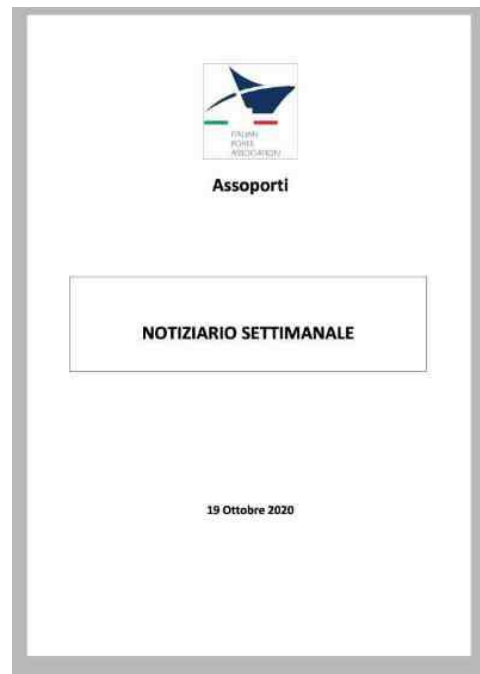 ITALIAN
PORTS
ASSOCIATION
Assoporti
NOTIZIARIO SETTIMANALE
19 Ottobre 2020